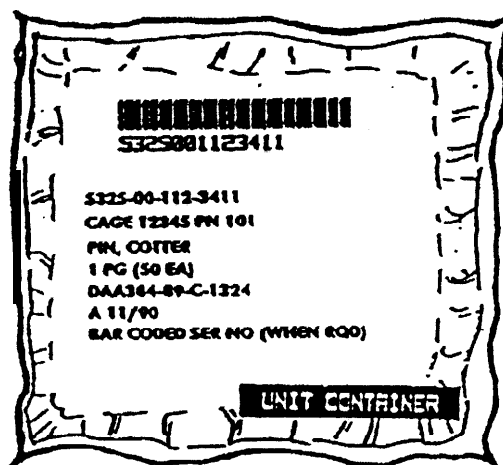 5325001123411
5325-00-112-3411
CAGE 12345 PN 101
PIN, COTTER
1 PG (50 EA)
DAA384-89-C-1324
A 11/90
BAR CODED SER NO (WHEN RQD)
UNIT CONTAINER